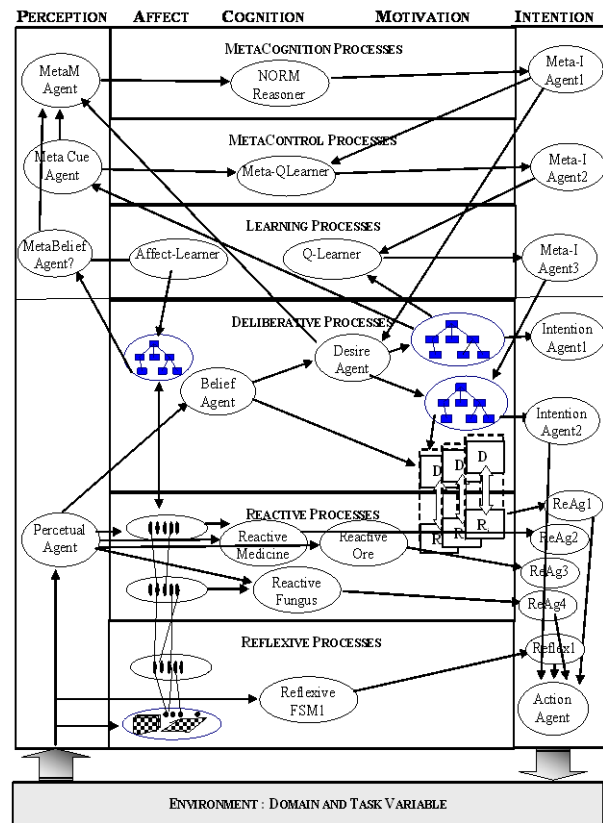 PERCEPTION AFFECT COGNITION MOTIVATION INTENTION
METACOGNITION PROCESSES
MetaM
Agent
NORM
Reasoner
Meta-I
Agent1
METACONTROL PROCESSES
Meta Cue
Agent
Meta-QLearner
Meta-I
Agent2
LEARNING PROCESSES
MetaBelief
Agent?
Affect-Learner
Q-Learner
Meta-I
Agent3
DELIBERATIVE PROCESSES
Desire
Agent
Intention
Agent1
Belief
Agent
Intention
Agent2
D
D
D
R
R
R
REACTIVE PROCESSES
Percetual
Agent
Reactive
Medicine
Reactive
Ore
Reactive
Fungus
ReAg1
ReAg2
ReAg3
ReAg4
REFLEXIVE PROCESSES
Reflex1
Reflexive
FSM1
Action
Agent
ENVIRONMENT : DOMAIN AND TASK VARIABLE